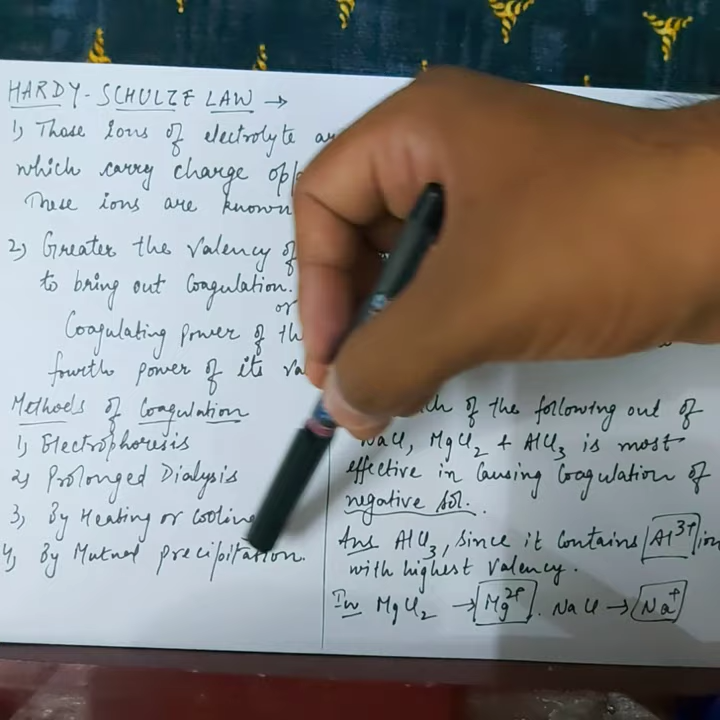 HARDY-SCHULZE LAW →
1) Those ions of electrolyte
which carry charge
These ions are known
2) Greater the valency of
to bring out coagulation.
or
Coagulating power of
fourth power of its
Methods of Coagulation
1) Electrophoresis
2) Prolonged Dialysis
3) By Heating or cooling
4) By Mutual precipitation.
of the following out of
NaCl, MgCl2 + AlCl3 is most
effective in causing coagulation of
negative sol.
Ans AlCl3, since it contains Al3+ ion
with highest valency.
In MgCl2 → Mg2+. NaCl → Na+